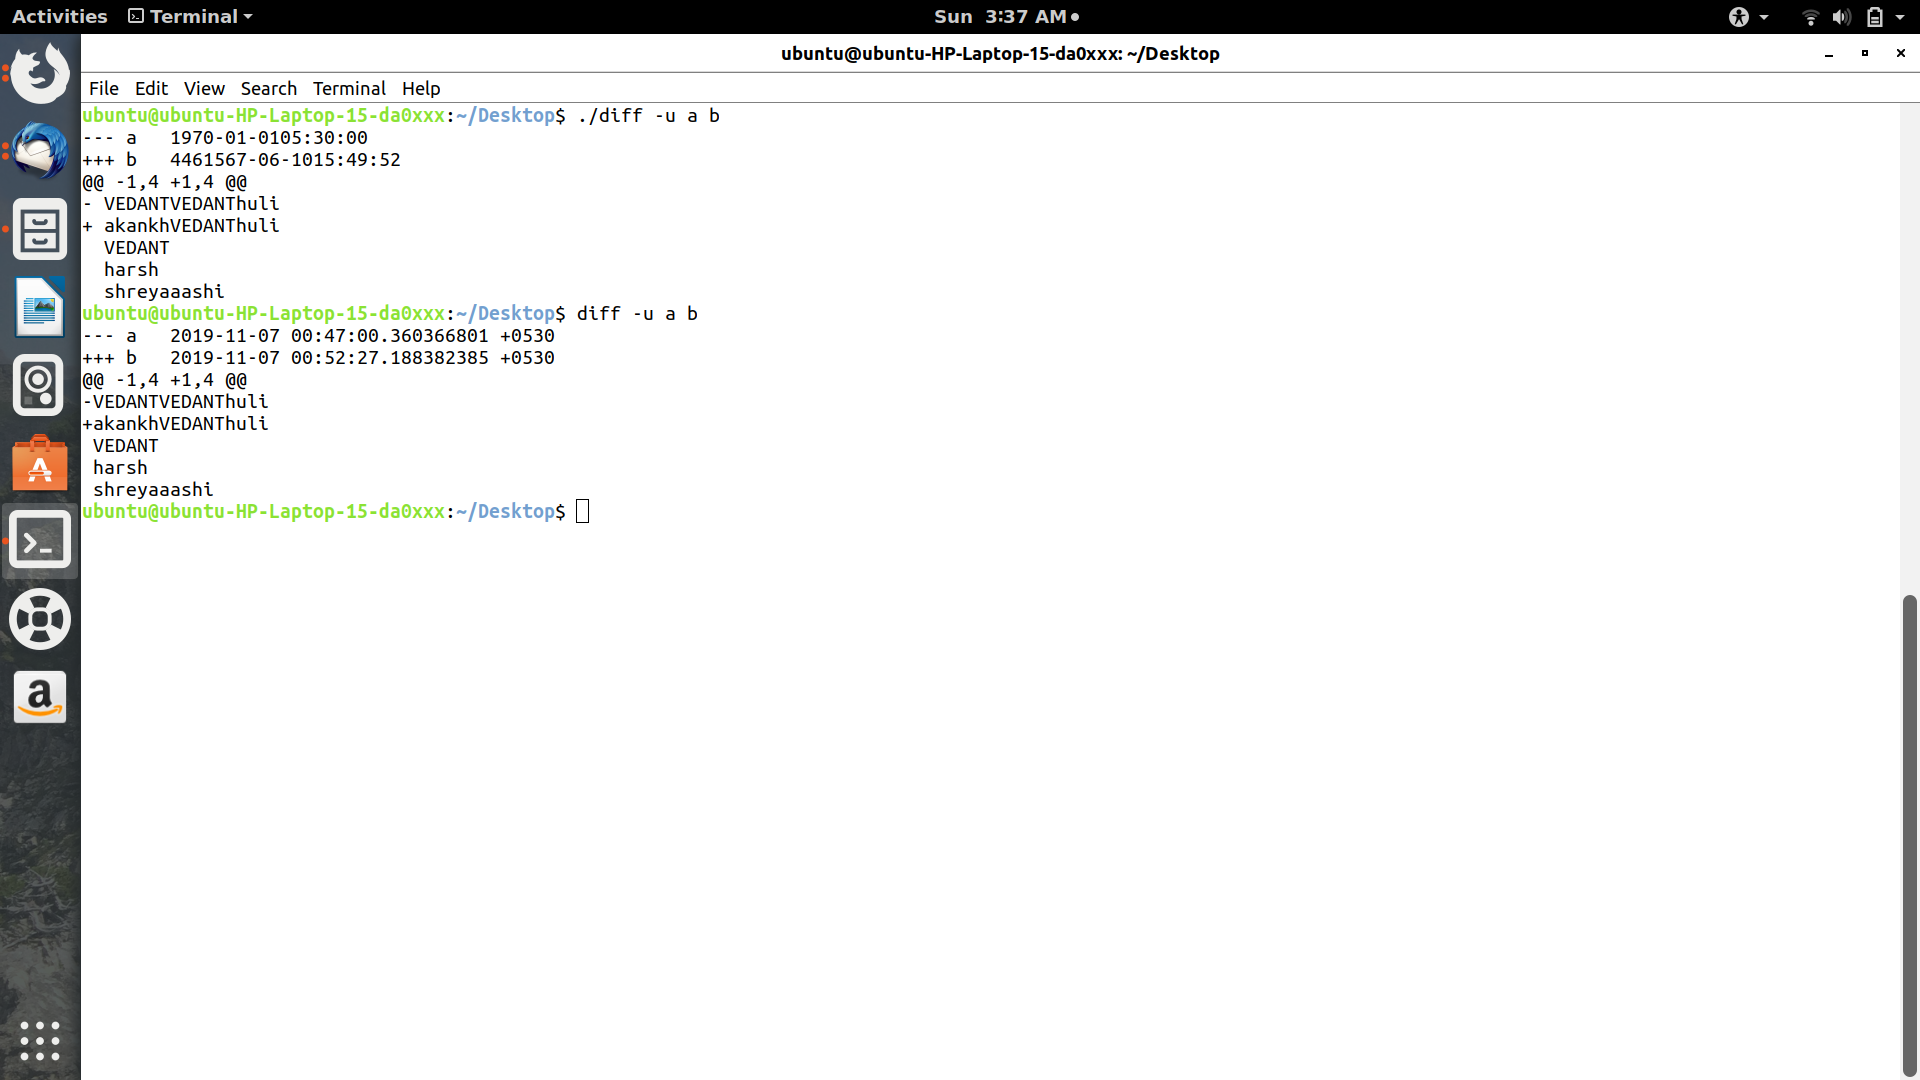 Activities Terminal Sun 3:37 AM
ubuntu@ubuntu-HP-Laptop-15-da0xxx: ~/Desktop
File Edit View Search Terminal Help
ubuntu@ubuntu-HP-Laptop-15-da0xxx:~/Desktop$ ./diff -u a b
--- a   1970-01-0105:30:00
+++ b   4461567-06-1015:49:52
@@ -1,4 +1,4 @@
- VEDANTVEDANThuli
+ akankhVEDANThuli
  VEDANT
  harsh
  shreyaaashi
ubuntu@ubuntu-HP-Laptop-15-da0xxx:~/Desktop$ diff -u a b
--- a   2019-11-07 00:47:00.360366801 +0530
+++ b   2019-11-07 00:52:27.188382385 +0530
@@ -1,4 +1,4 @@
-VEDANTVEDANThuli
+akankhVEDANThuli
 VEDANT
 harsh
 shreyaaashi
ubuntu@ubuntu-HP-Laptop-15-da0xxx:~/Desktop$